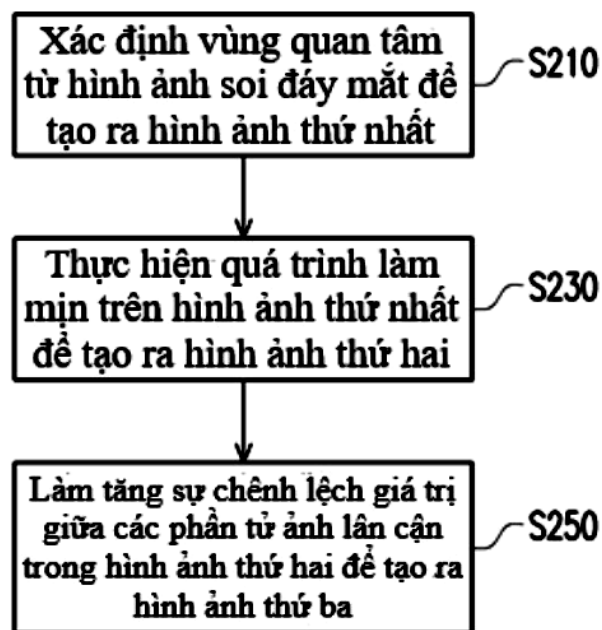 Xác định vùng quan tâm
từ hình ảnh soi đáy mắt để
tạo ra hình ảnh thứ nhất
S210
Thực hiện quá trình làm
mịn trên hình ảnh thứ nhất
để tạo ra hình ảnh thứ hai
S230
Làm tăng sự chênh lệch giá trị
giữa các phần tử ảnh lân cận
trong hình ảnh thứ hai để tạo ra
hình ảnh thứ ba
S250